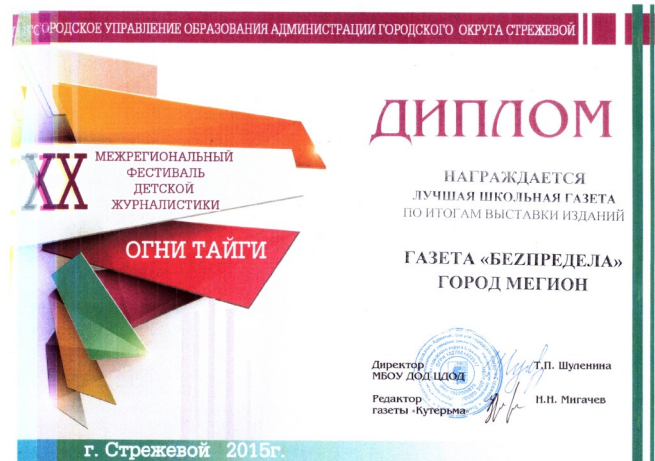 ГОРОДСКОЕ УПРАВЛЕНИЕ ОБРАЗОВАНИЯ АДМИНИСТРАЦИИ ГОРОДСКОГО ОКРУГА СТРЕЖЕВОЙ
XX
МЕЖРЕГИОНАЛЬНЫЙ
ФЕСТИВАЛЬ
ДЕТСКОЙ
ЖУРНАЛИСТИКИ
ОГНИ ТАЙГИ
ДИПЛОМ
НАГРАЖДАЕТСЯ
ЛУЧШАЯ ШКОЛЬНАЯ ГАЗЕТА
ПО ИТОГАМ ВЫСТАВКИ ИЗДАНИЙ
ГАЗЕТА «БЕZПРЕДЕЛА»
ГОРОД МЕГИОН
Директор
МБОУ ДОД ЦДОД
Т.П. Шуленина
Редактор
газеты «Кутерьма»
Н.Н. Мигачев
г. Стрежевой 2015г.